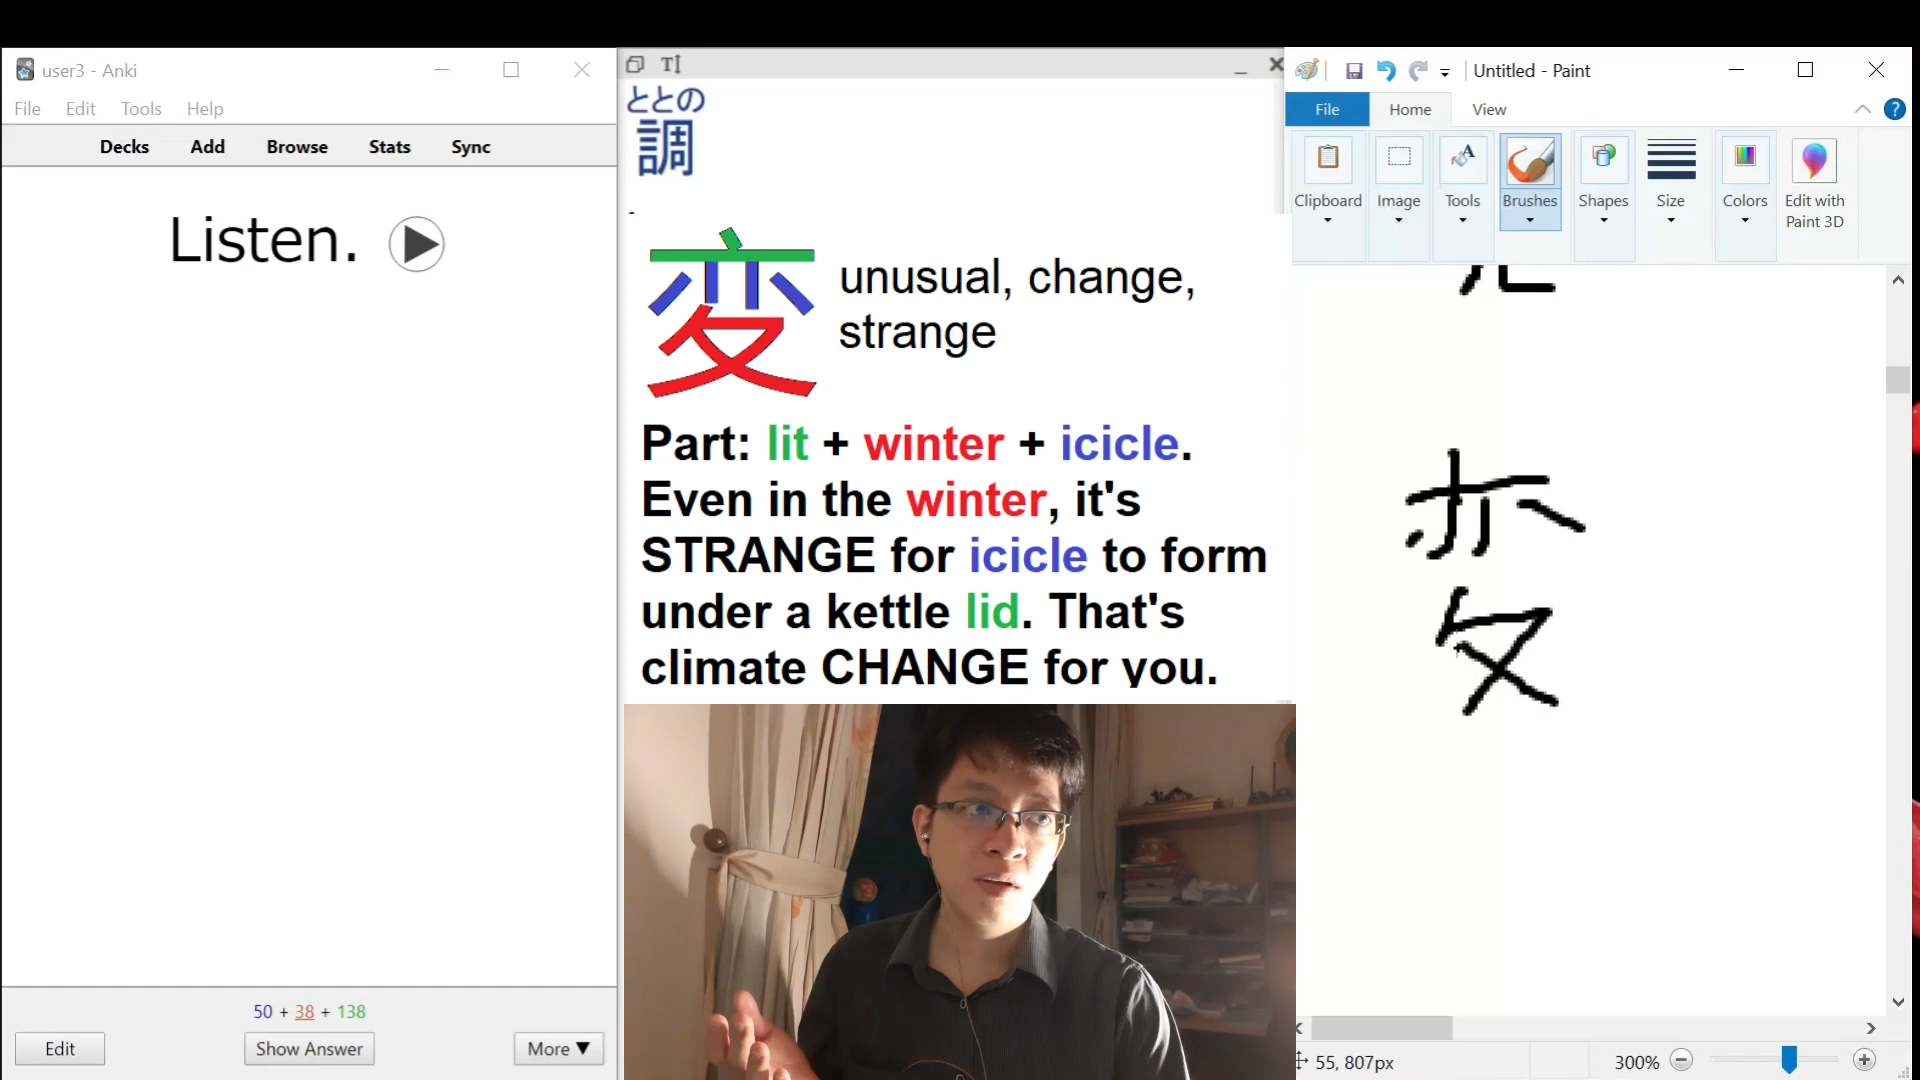 user3 - Anki
File Edit Tools Help
Decks Add Browse Stats Sync
Listen.
50 + 38 + 138
Edit Show Answer More ▼
ととの
調
変
unusual, change,
strange
Part: lit + winter + icicle.
Even in the winter, it's
STRANGE for icicle to form
under a kettle lid. That's
climate CHANGE for you.
Untitled - Paint
File Home View
Clipboard Image Tools Brushes Shapes Size Colors Edit with
Paint 3D
変
55, 807px 300%